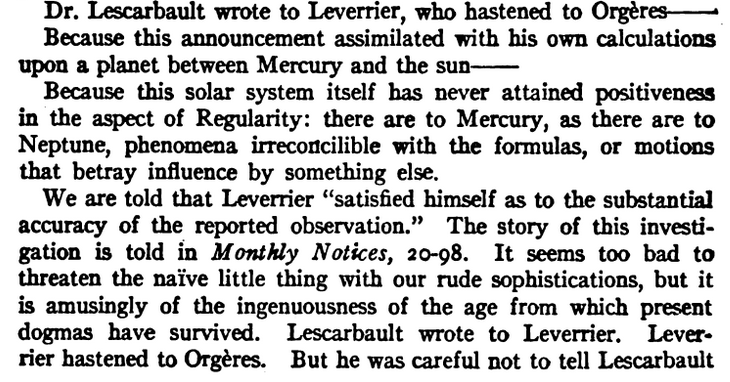 Dr. Lescarbault wrote to Leverrier, who hastened to Orgères——
Because this announcement assimilated with his own calculations
upon a planet between Mercury and the sun——
Because this solar system itself has never attained positiveness
in the aspect of Regularity: there are to Mercury, as there are to
Neptune, phenomena irreconcilible with the formulas, or motions
that betray influence by something else.
We are told that Leverrier “satisfied himself as to the substantial
accuracy of the reported observation.” The story of this investi-
gation is told in Monthly Notices, 20-98. It seems too bad to
threaten the naïve little thing with our rude sophistications, but it
is amusingly of the ingenuousness of the age from which present
dogmas have survived. Lescarbault wrote to Leverrier. Lever-
rier hastened to Orgères. But he was careful not to tell Lescarbault